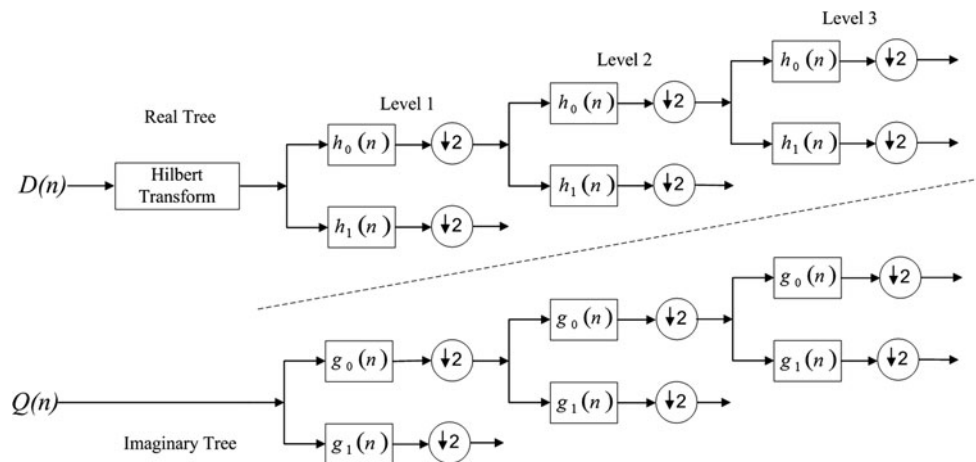 Level 3
h₀(n) ↓2
Level 2
h₀(n) ↓2
Level 1
Real Tree
h₀(n) ↓2
h₁(n) ↓2
D(n)
Hilbert
Transform
h₁(n) ↓2
h₁(n) ↓2
g₀(n) ↓2
g₀(n) ↓2
g₀(n) ↓2
g₁(n) ↓2
Q(n)
g₁(n) ↓2
Imaginary Tree
g₁(n) ↓2